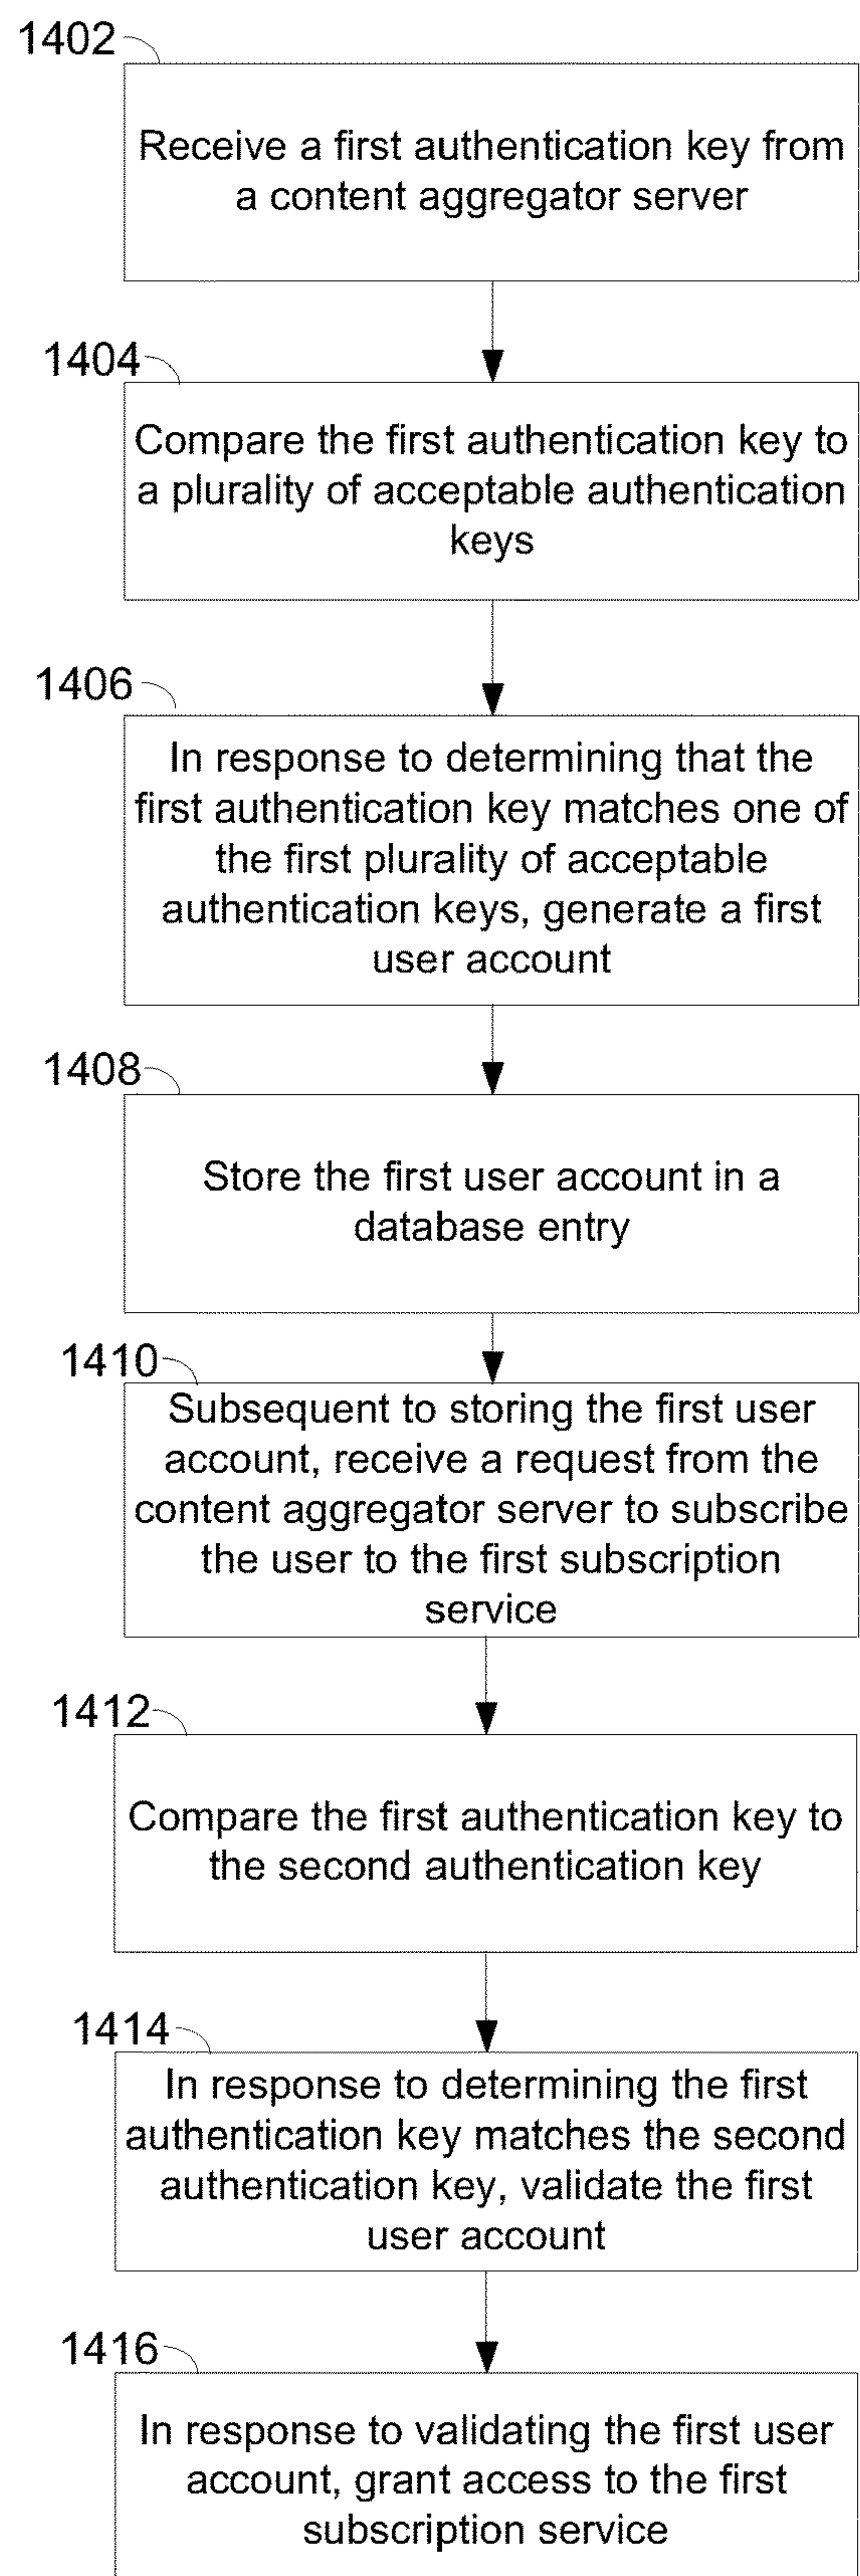 1402
Receive a first authentication key from
a content aggregator server
1404
Compare the first authentication key to
a plurality of acceptable authentication
keys
1406
In response to determining that the
first authentication key matches one of
the first plurality of acceptable
authentication keys, generate a first
user account
1408
Store the first user account in a
database entry
1410
Subsequent to storing the first user
account, receive a request from the
content aggregator server to subscribe
the user to the first subscription
service
1412
Compare the first authentication key to
the second authentication key
1414
In response to determining the first
authentication key matches the second
authentication key, validate the first
user account
1416
In response to validating the first user
account, grant access to the first
subscription service